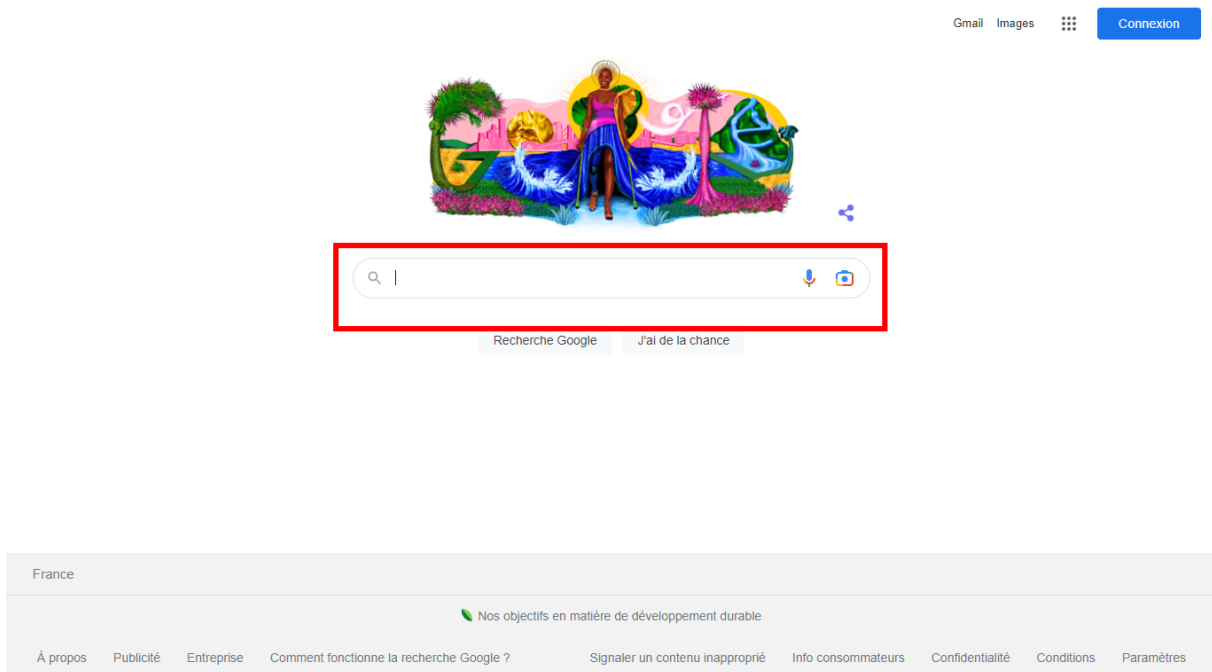 Gmail Images Connexion
Recherche Google J'ai de la chance
France
Nos objectifs en matière de développement durable
À propos Publicité Entreprise Comment fonctionne la recherche Google ? Signaler un contenu inapproprié Info consommateurs Confidentialité Conditions Paramètres